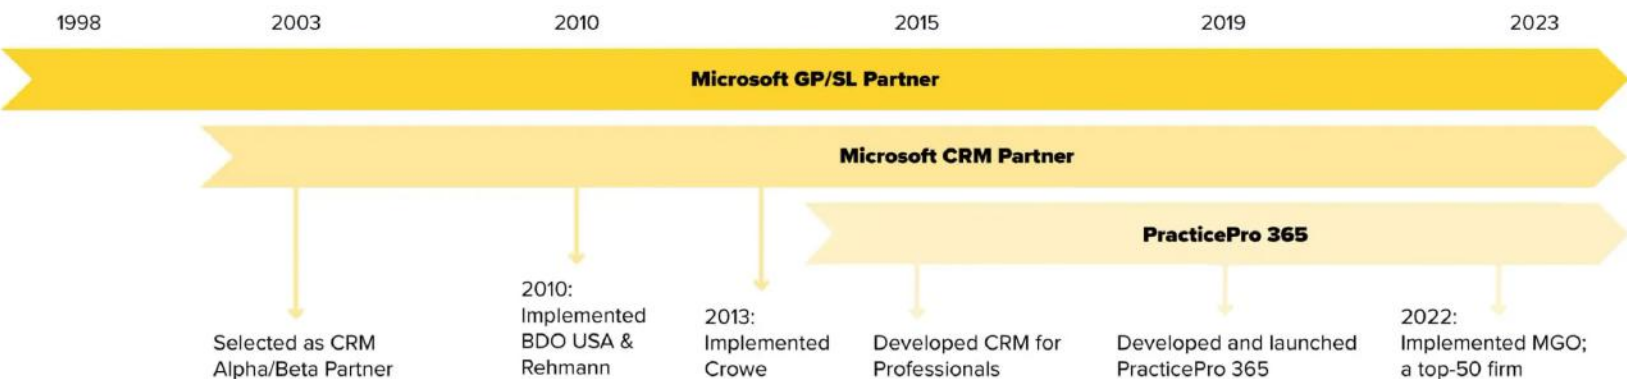 1998 2003 2010 2015 2019 2023
Microsoft GP/SL Partner
Microsoft CRM Partner
PracticePro 365
Selected as CRM
Alpha/Beta Partner
2010:
Implemented
BDO USA &
Rehmann
2013:
Implemented
Crowe
Developed CRM for
Professionals
Developed and launched
PracticePro 365
2022:
Implemented MGO;
a top-50 firm